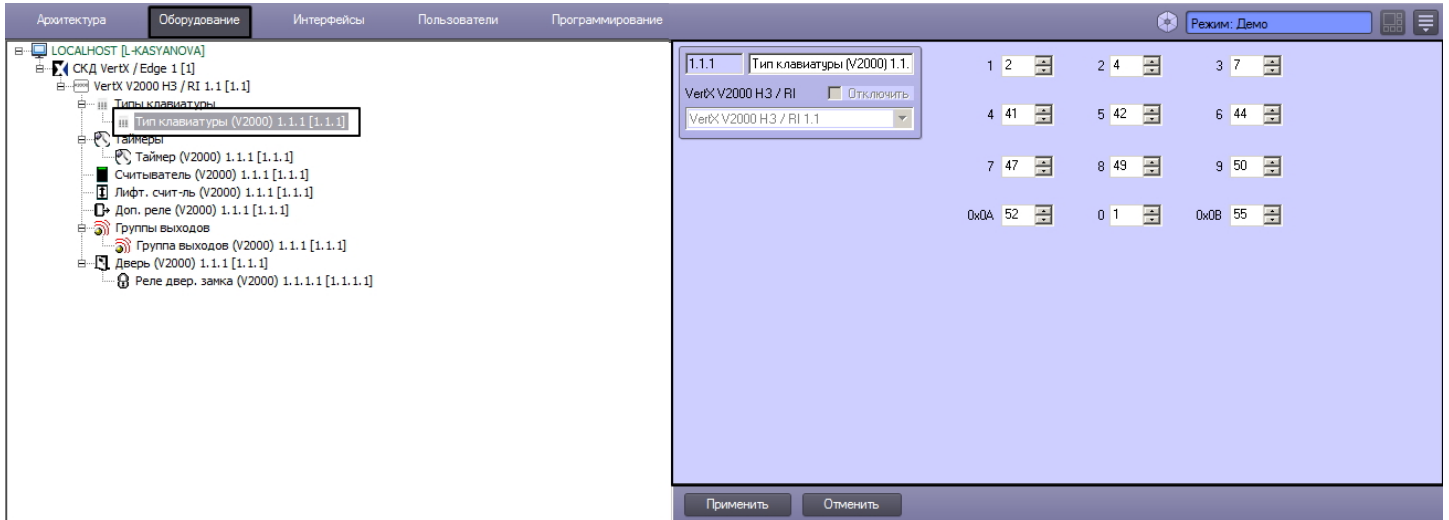 Архитектура Оборудование Интерфейсы Пользователи Программирование Режим: Демо
LOCALHOST [L-KASYANOVA]
СКД VertX / Edge 1 [1]
VertX V2000 H3 / RI 1.1 [1.1]
Типы клавиатуры
Тип клавиатуры (V2000) 1.1.1 [1.1.1]
Таймеры
Таймер (V2000) 1.1.1 [1.1.1]
Считыватель (V2000) 1.1.1 [1.1.1]
Лифт. счит-ль (V2000) 1.1.1 [1.1.1]
Доп. реле (V2000) 1.1.1 [1.1.1]
Группы выходов
Группа выходов (V2000) 1.1.1 [1.1.1]
Дверь (V2000) 1.1.1 [1.1.1]
Реле двер. замка (V2000) 1.1.1.1 [1.1.1.1]
1.1.1 Тип клавиатуры (V2000) 1.1.
VertX V2000 H3 / RI Отключить
VertX V2000 H3 / RI 1.1
1 2 2 4 3 7
4 41 5 42 6 44
7 47 8 49 9 50
0x0A 52 0 1 0x0B 55
Применить Отменить